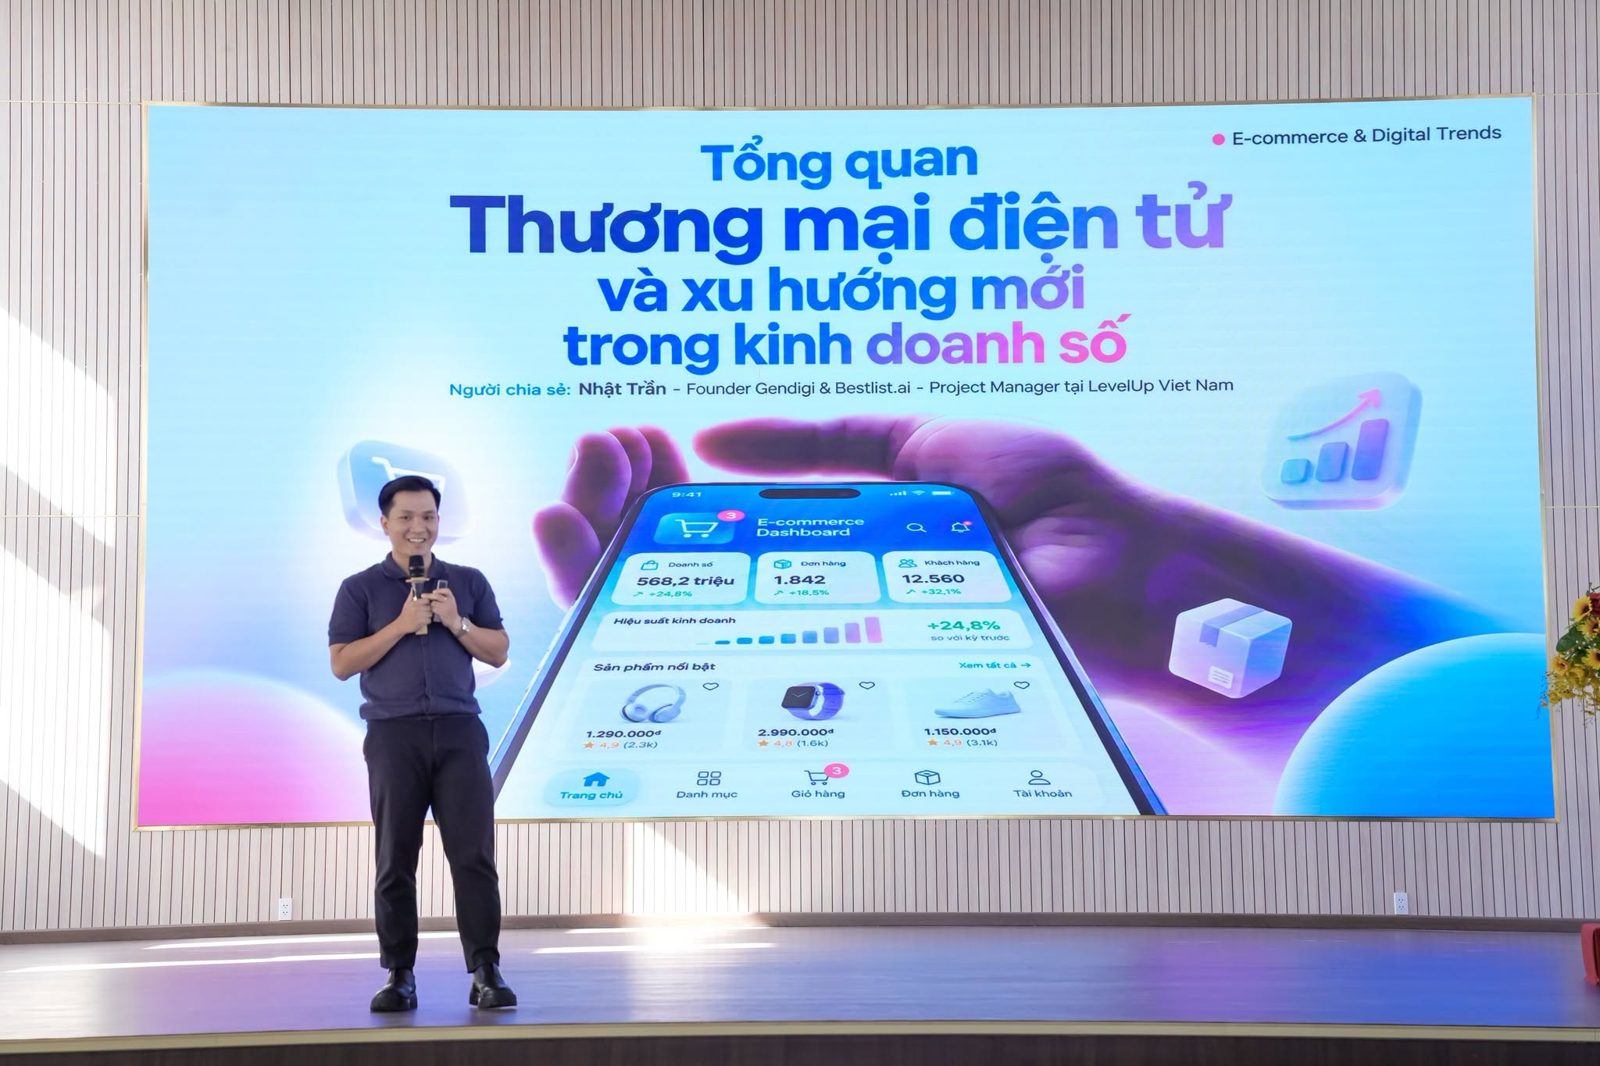 E-commerce & Digital Trends
Tổng quan
Thương mại điện tử
và xu hướng mới
trong kinh doanh số
Người chia sẻ: Nhật Trần - Founder Gendigi & Bestlist.ai - Project Manager tại LevelUp Viet Nam
9:41
3
E-commerce
Dashboard
Doanh số
568,2 triệu
+24,8%
Đơn hàng
1.842
+18,5%
Khách hàng
12.560
+32,1%
Hiệu suất kinh doanh
+24,8%
so với kỳ trước
Sản phẩm nổi bật
Xem tất cả →
1.290.000đ
4,9 (2.3k)
2.990.000đ
4,8 (1.6k)
1.150.000đ
4,9 (3.1k)
Trang chủ
Danh mục
3
Giỏ hàng
Đơn hàng
Tài khoản